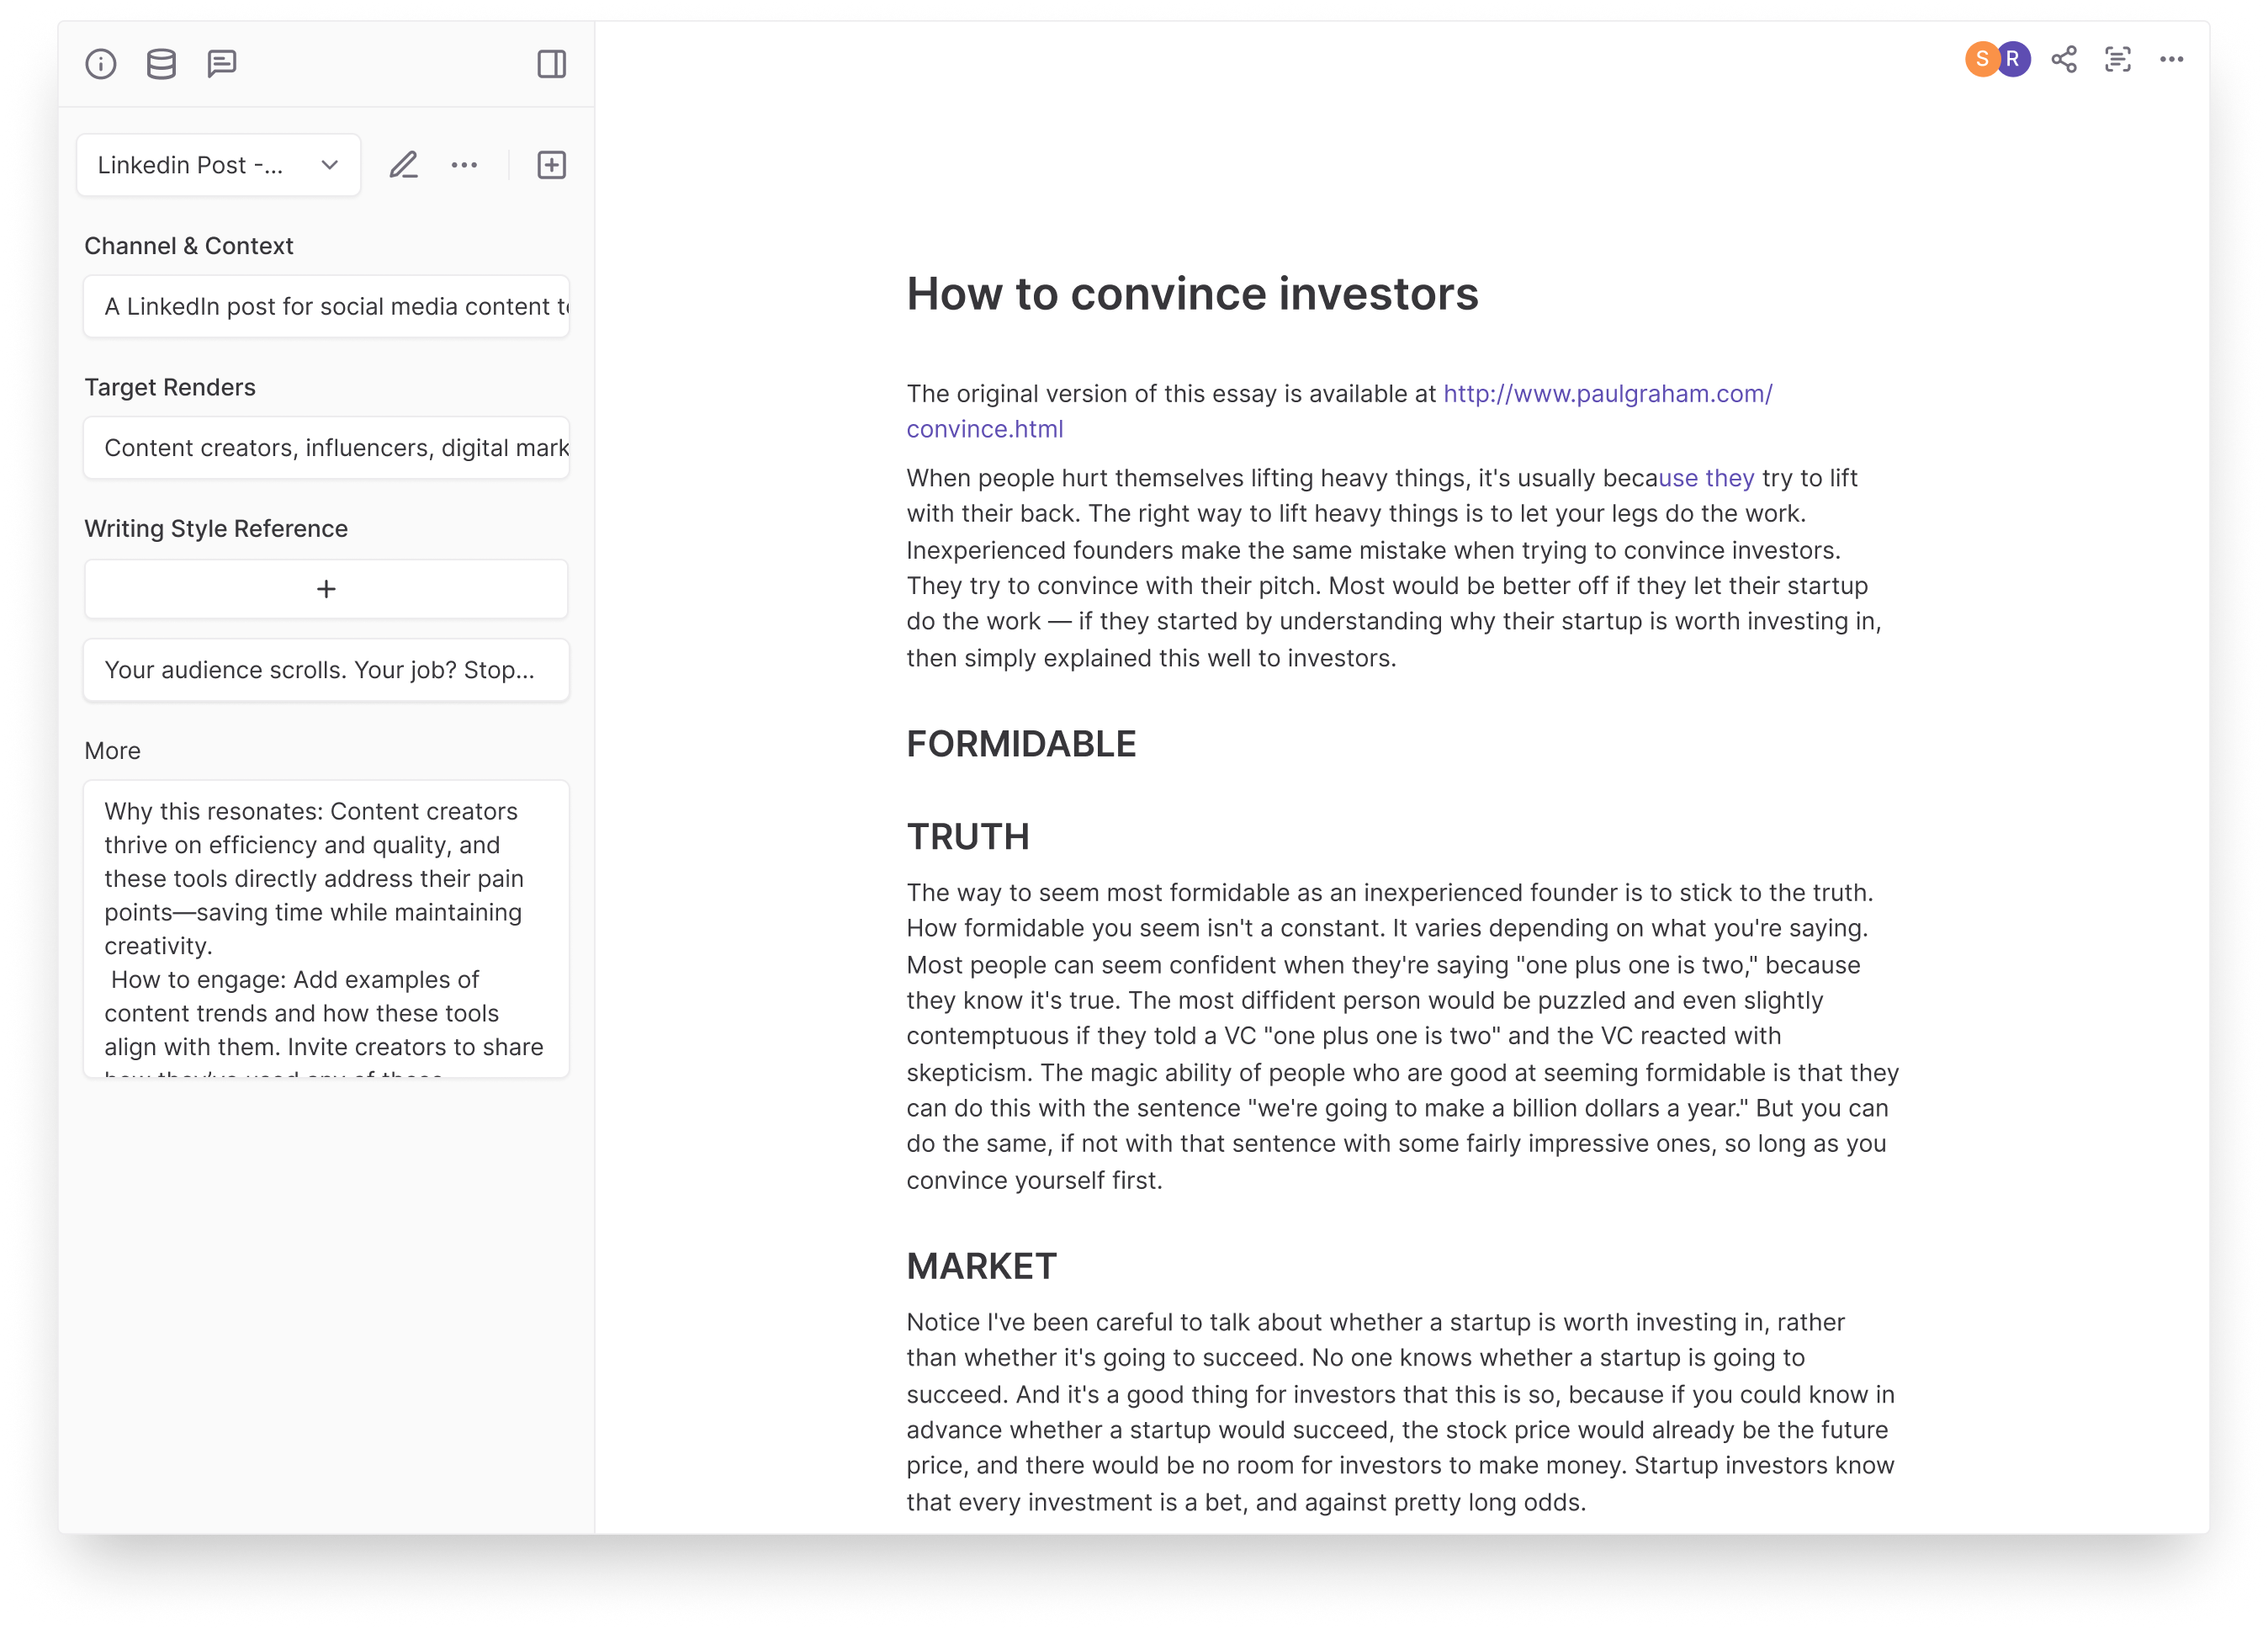 S R
Linkedin Post -...
Channel & Context
A LinkedIn post for social media content
Target Renders
Content creators, influencers, digital mark
Writing Style Reference
Your audience scrolls. Your job? Stop...
More
Why this resonates: Content creators
thrive on efficiency and quality, and
these tools directly address their pain
points—saving time while maintaining
creativity.
How to engage: Add examples of
content trends and how these tools
align with them. Invite creators to share
how they've used any of these
How to convince investors
The original version of this essay is available at http://www.paulgraham.com/
convince.html
When people hurt themselves lifting heavy things, it's usually because they try to lift
with their back. The right way to lift heavy things is to let your legs do the work.
Inexperienced founders make the same mistake when trying to convince investors.
They try to convince with their pitch. Most would be better off if they let their startup
do the work — if they started by understanding why their startup is worth investing in,
then simply explained this well to investors.
FORMIDABLE
TRUTH
The way to seem most formidable as an inexperienced founder is to stick to the truth.
How formidable you seem isn't a constant. It varies depending on what you're saying.
Most people can seem confident when they're saying "one plus one is two," because
they know it's true. The most diffident person would be puzzled and even slightly
contemptuous if they told a VC "one plus one is two" and the VC reacted with
skepticism. The magic ability of people who are good at seeming formidable is that they
can do this with the sentence "we're going to make a billion dollars a year." But you can
do the same, if not with that sentence with some fairly impressive ones, so long as you
convince yourself first.
MARKET
Notice I've been careful to talk about whether a startup is worth investing in, rather
than whether it's going to succeed. No one knows whether a startup is going to
succeed. And it's a good thing for investors that this is so, because if you could know in
advance whether a startup would succeed, the stock price would already be the future
price, and there would be no room for investors to make money. Startup investors know
that every investment is a bet, and against pretty long odds.